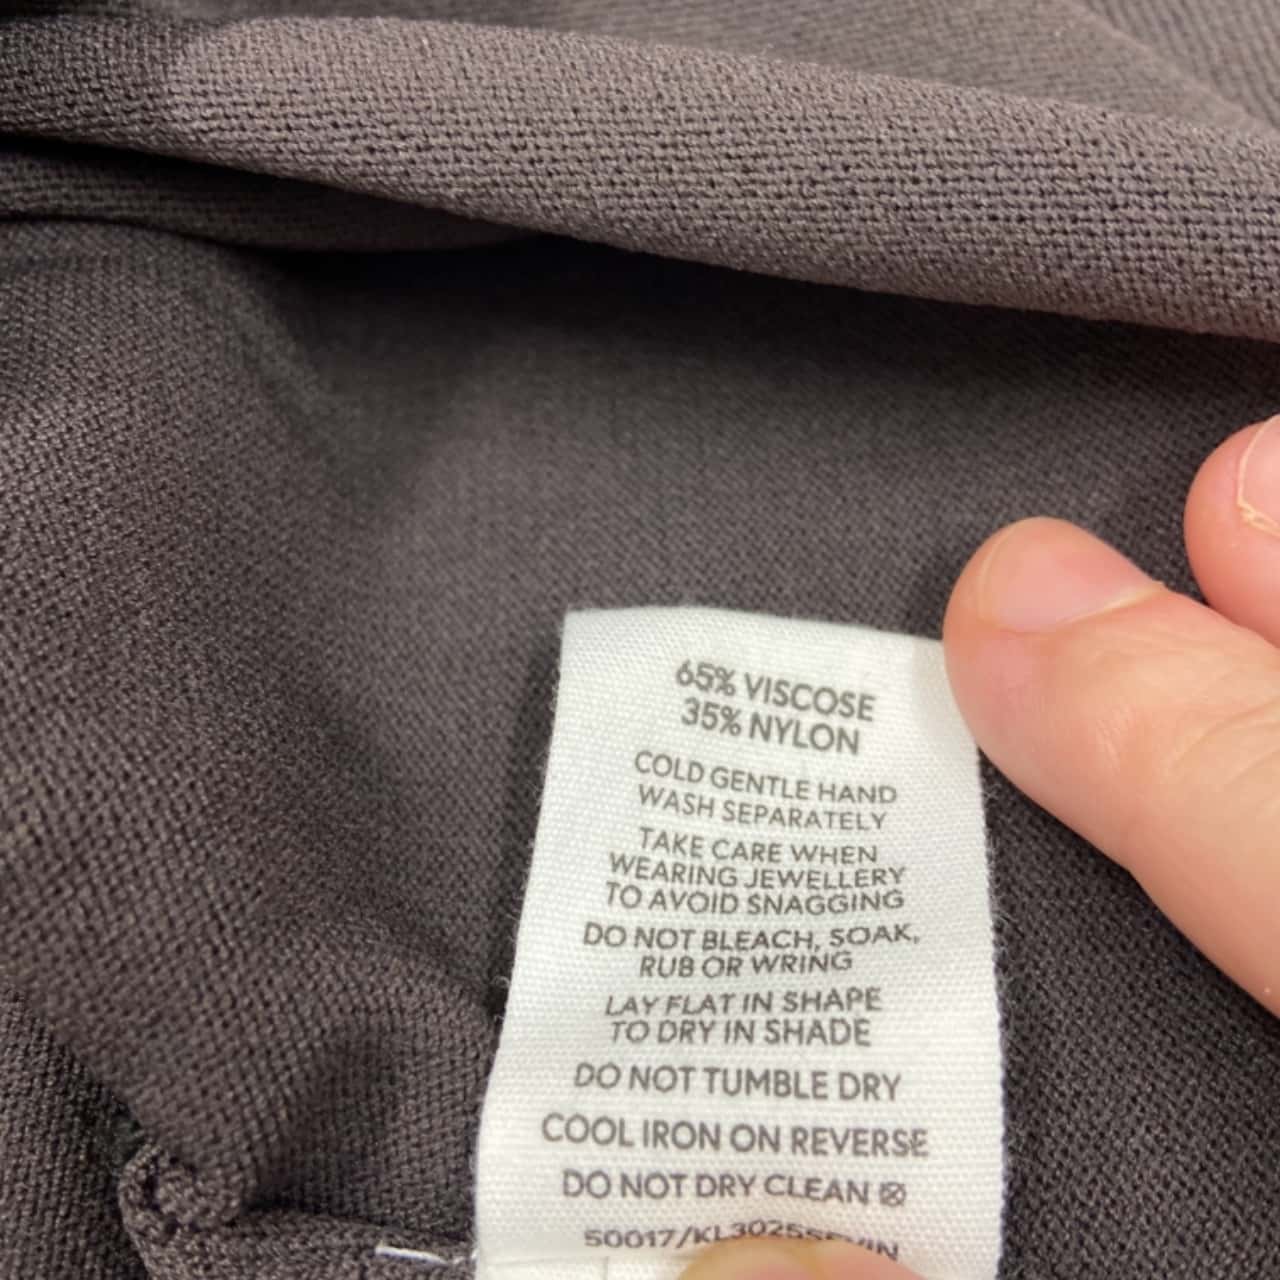 65% VISCOSE
35% NYLON
COLD GENTLE HAND
WASH SEPARATELY
TAKE CARE WHEN
WEARING JEWELLERY
TO AVOID SNAGGING
DO NOT BLEACH, SOAK,
RUB OR WRING
LAY FLAT IN SHAPE
TO DRY IN SHADE
DO NOT TUMBLE DRY
COOL IRON ON REVERSE
DO NOT DRY CLEAN